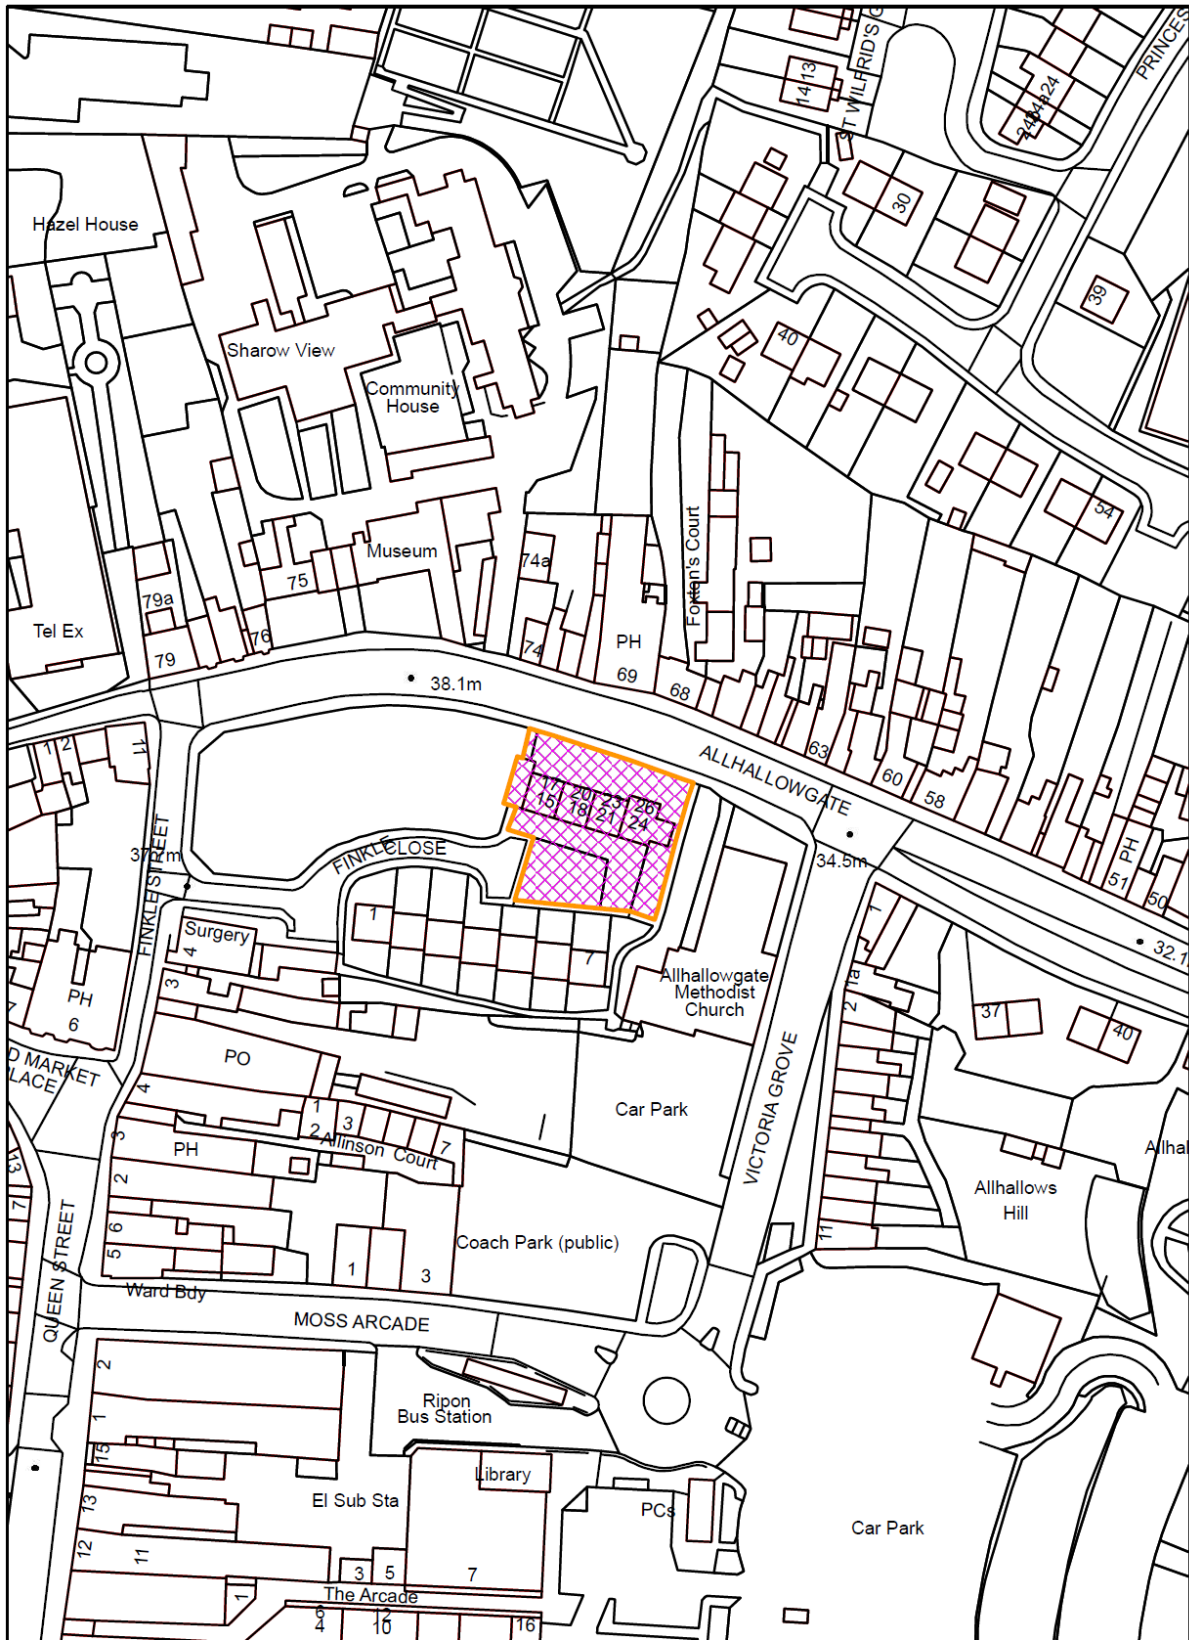 PRINCES
ST WILFRID'S G
13
14
24
24a
30
Hazel House
39
Sharow View
40
Community
House
54
Foxton's Court
Museum
74a
75
79a
PH
69
Tel Ex
76
74
79
68
38.1m
63
60
58
ALLHALLOWGATE
1
2
11
17 20 23 26
15 18 21 24
PH
51
50
34.5m
FINKLE CLOSE
FINKLE STREET
1
7
1
32.1
Surgery
4
3
Allhallowgate
Methodist
Church
1a
2
PH
6
7
37
40
D MARKET
PLACE
PO
4
VICTORIA GROVE
Car Park
1
2
3
7
Allinson Court
3
PH
2
13
7
Allhal
Allhallows
Hill
6
5
11
Coach Park (public)
1
3
QUEEN STREET
Ward Bdy
MOSS ARCADE
2
1
Ripon
Bus Station
15
Library
El Sub Sta
13
PCs
Car Park
12
11
3
5
7
The Arcade
1
6
4
12
10
16